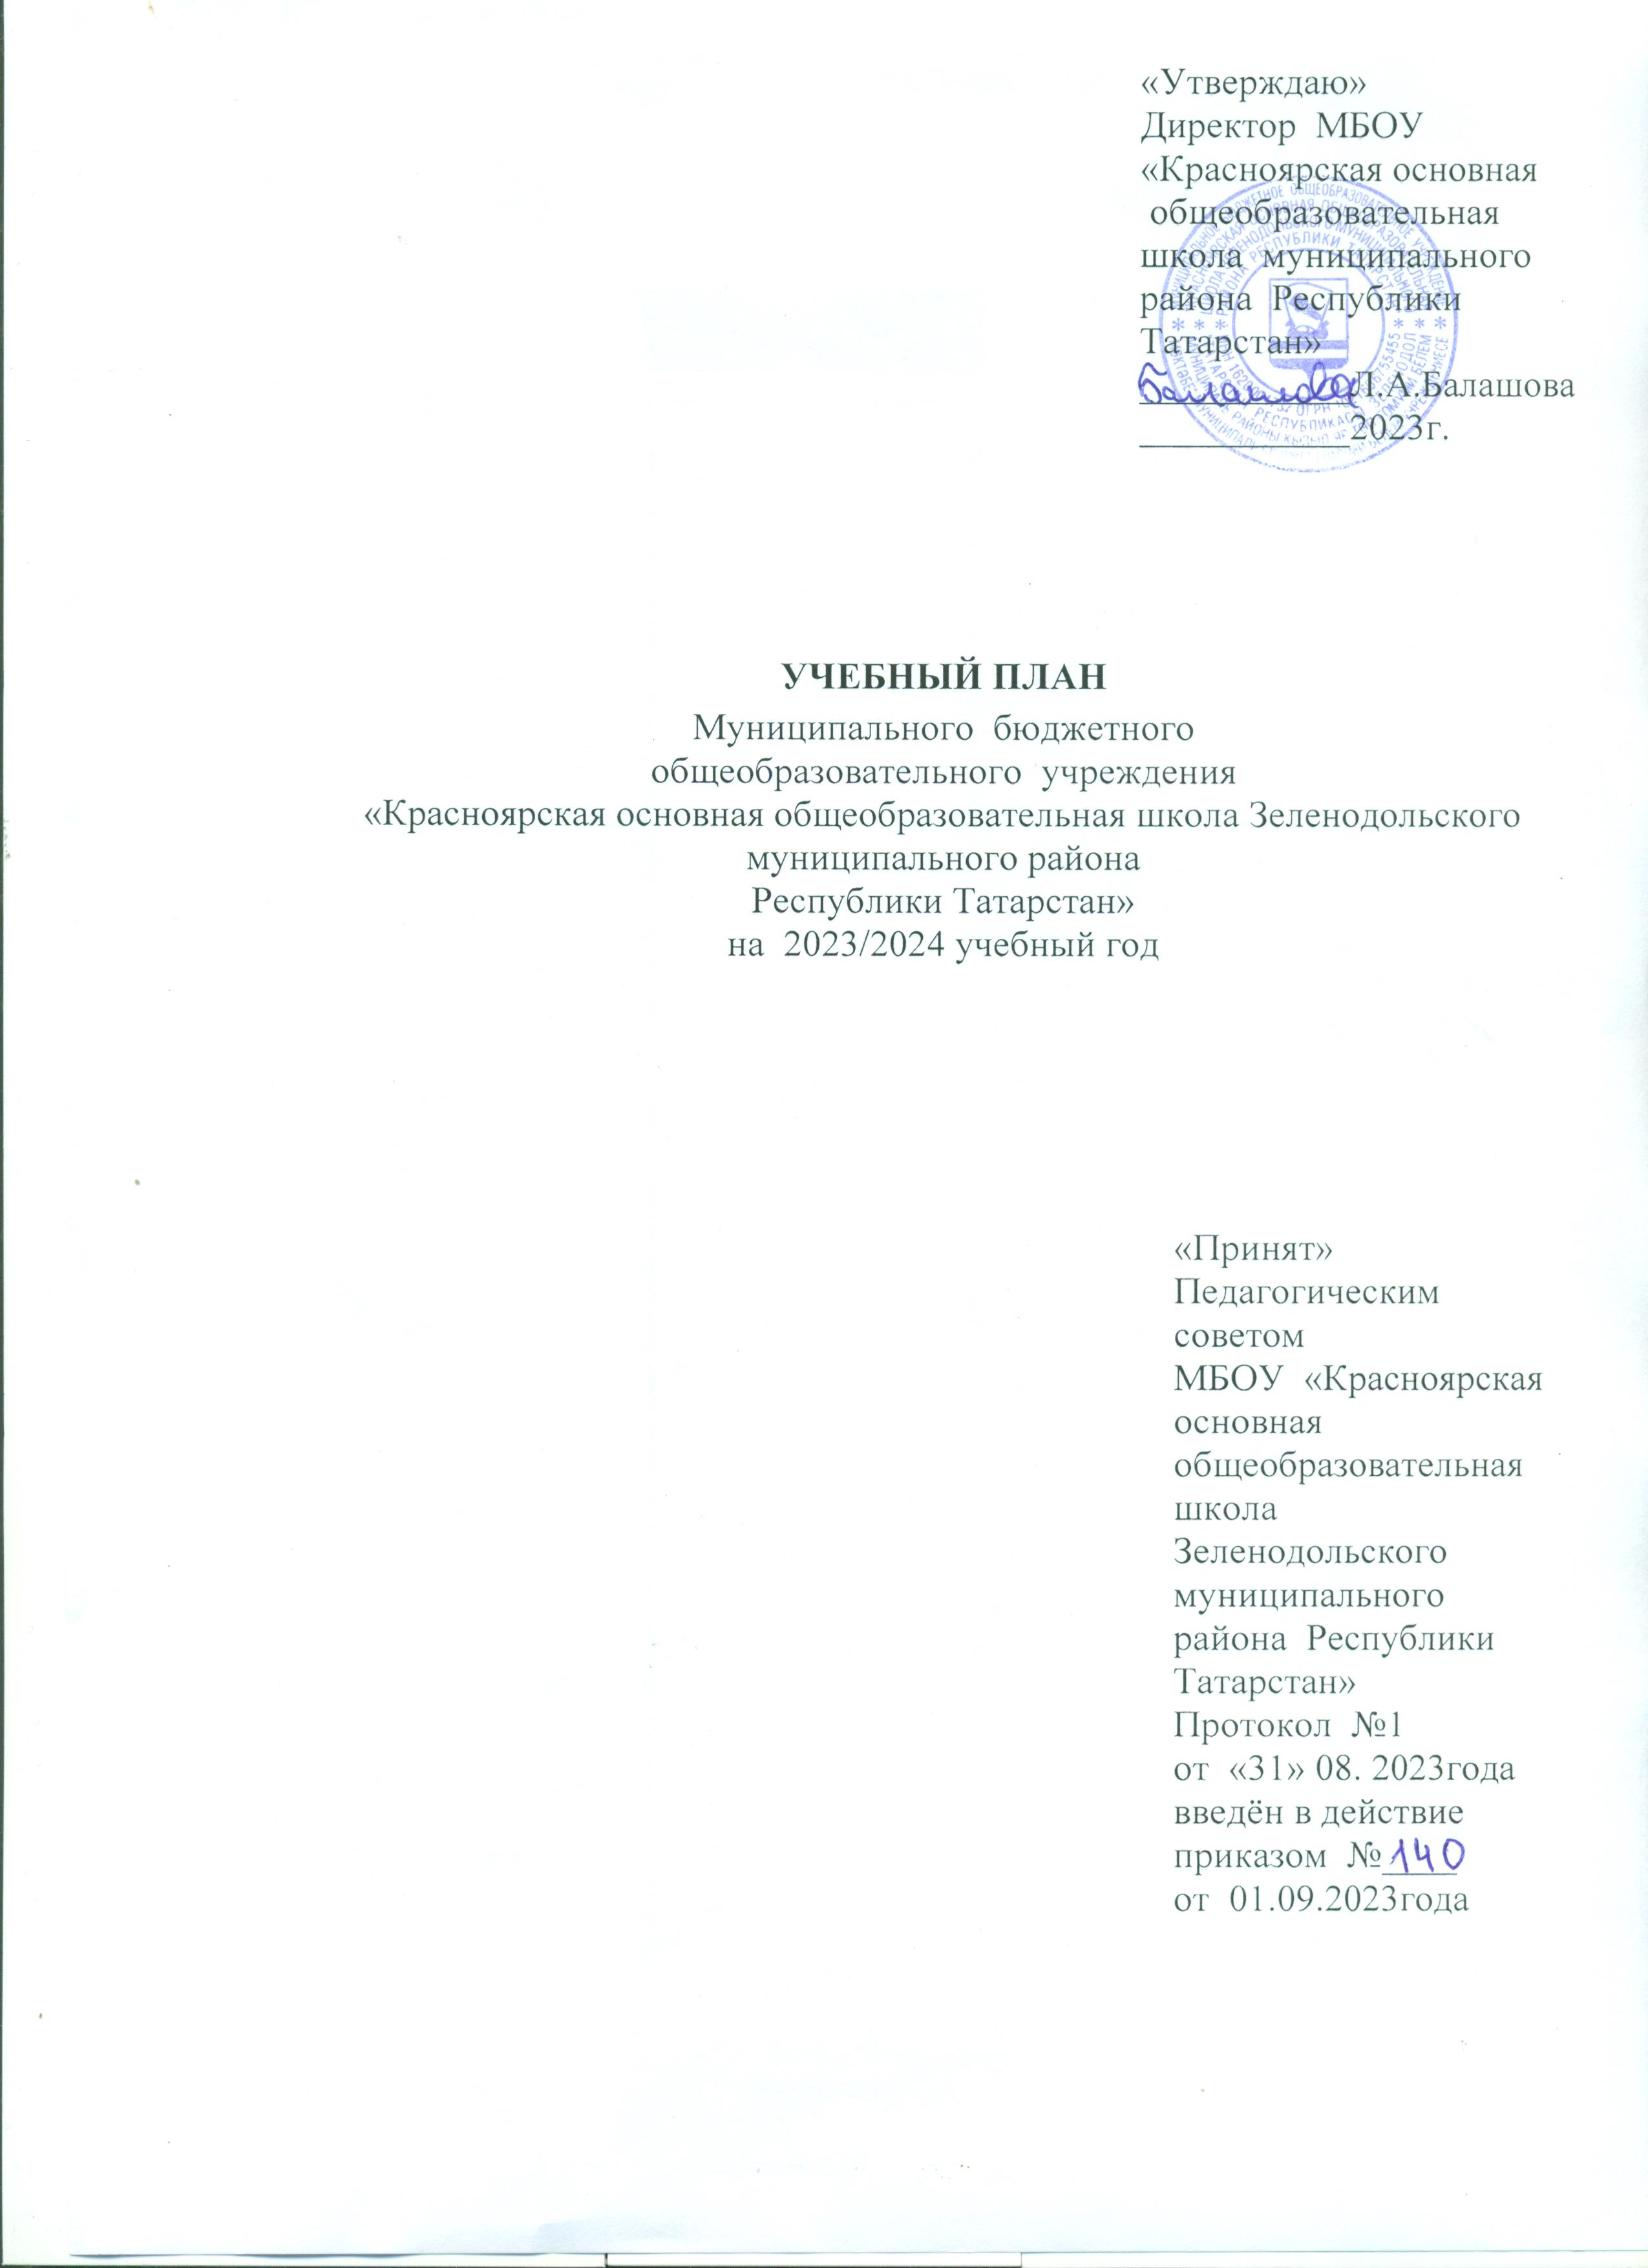 «Утверждаю»
Директор МБОУ
«Красноярская основная
общеобразовательная
школа муниципального
района Республики
Татарстан»
Балашова Л.А.Балашова
____________2023г.
УЧЕБНЫЙ ПЛАН
Муниципального бюджетного
общеобразовательного учреждения
«Красноярская основная общеобразовательная школа Зеленодольского
муниципального района
Республики Татарстан»
на 2023/2024 учебный год
«Принят»
Педагогическим
советом
МБОУ «Красноярская
основная
общеобразовательная
школа
Зеленодольского
муниципального
района Республики
Татарстан»
Протокол №1
от «31» 08. 2023года
введён в действие
приказом №140
от 01.09.2023года